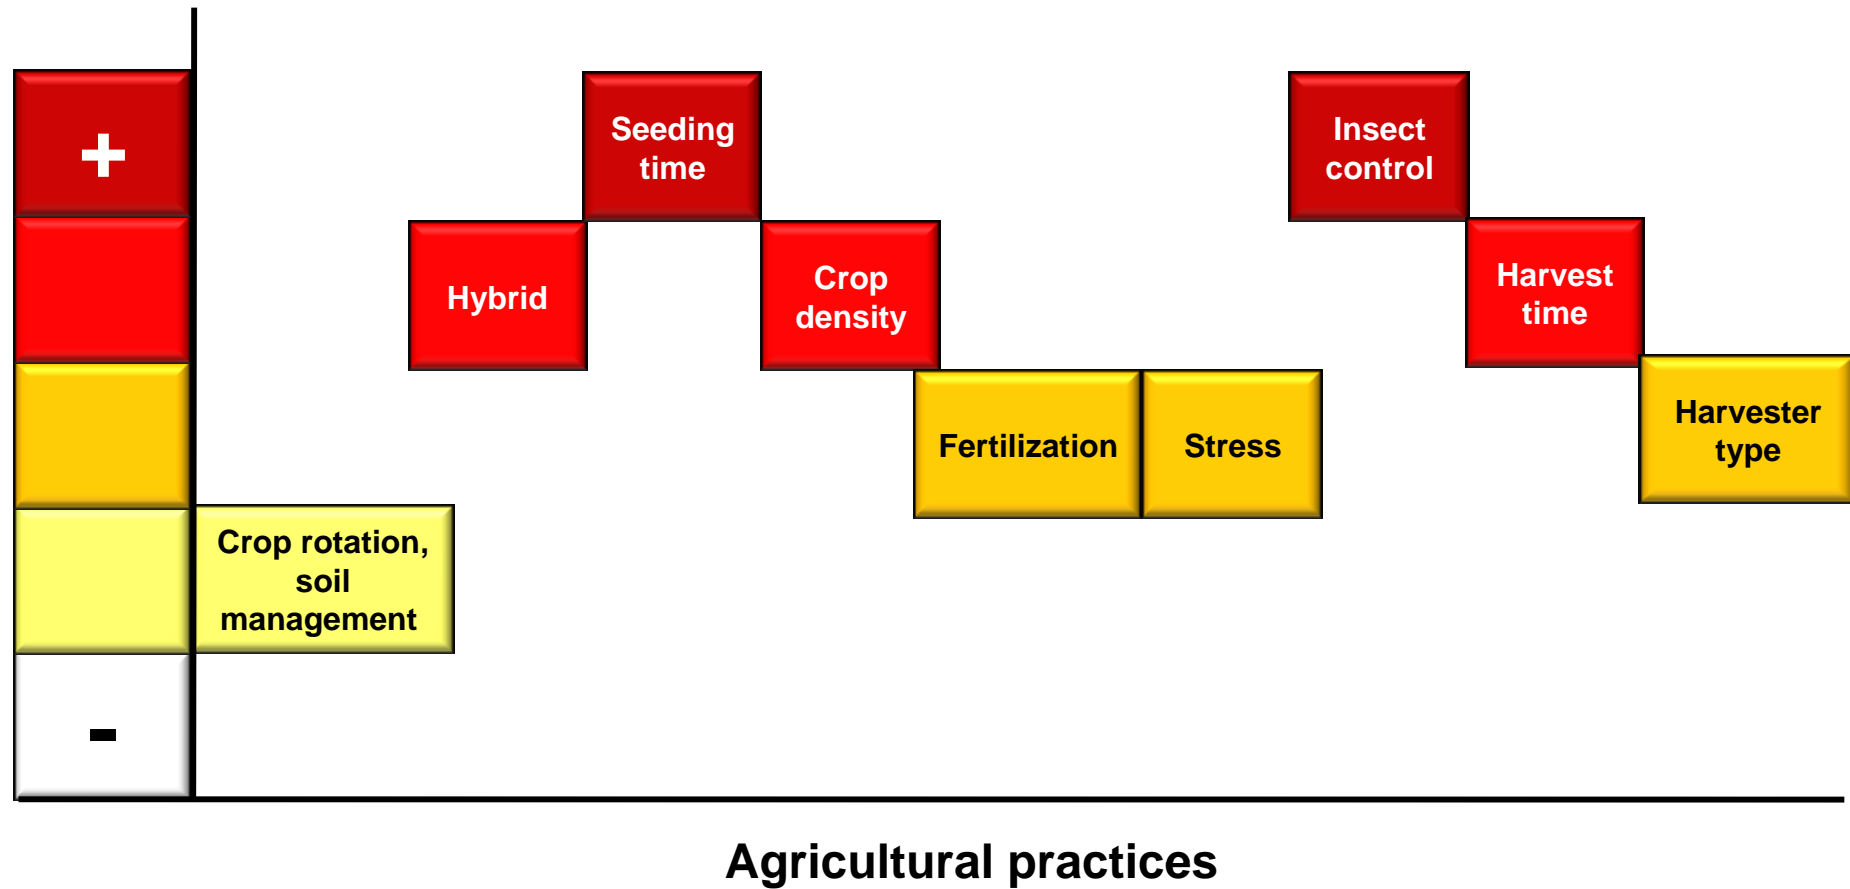 +
-
Crop rotation,
soil
management
Hybrid
Seeding
time
Crop
density
Fertilization
Stress
Insect
control
Harvest
time
Harvester
type
Agricultural practices